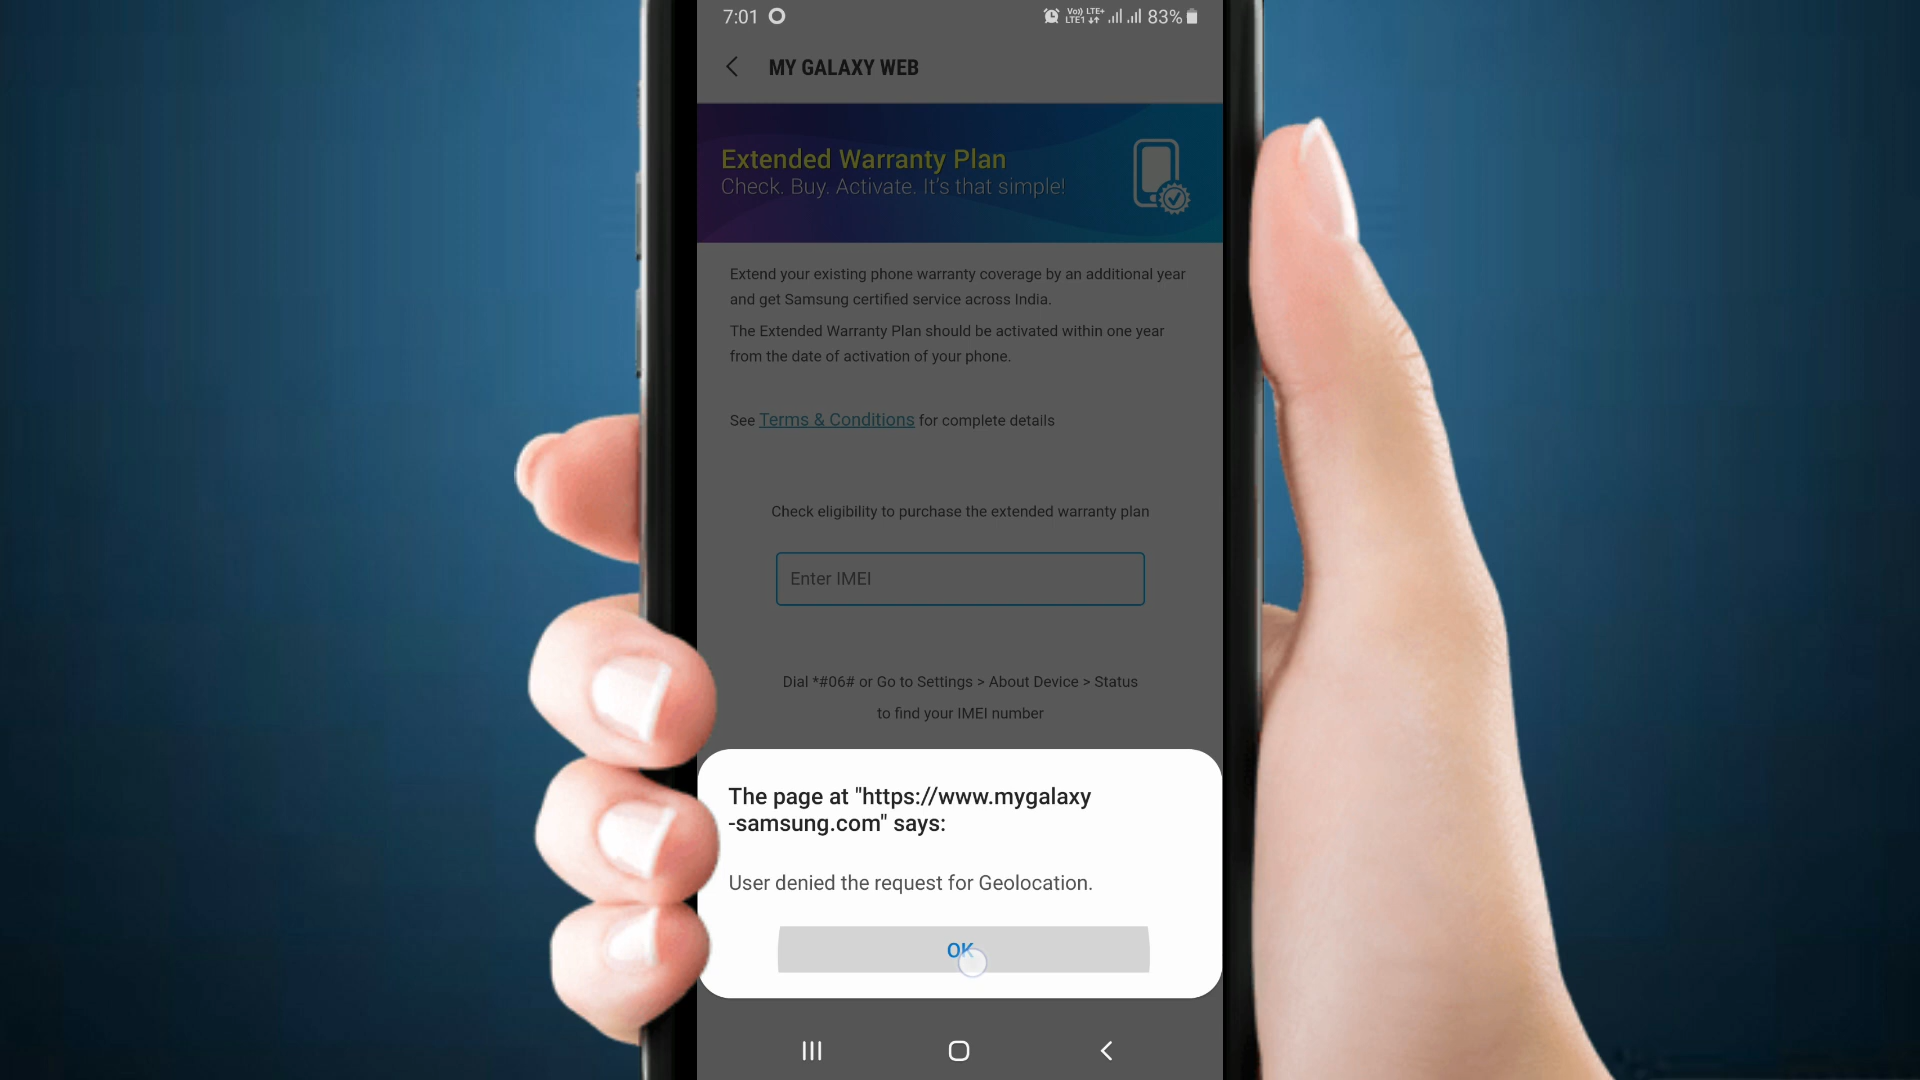 7:01
Vo)) LTE+
LTE1
83%
MY GALAXY WEB
Extended Warranty Plan
Check. Buy. Activate. It's that simple!
Extend your existing phone warranty coverage by an additional year
and get Samsung certified service across India.
The Extended Warranty Plan should be activated within one year
from the date of activation of your phone.
See Terms & Conditions for complete details
Check eligibility to purchase the extended warranty plan
Enter IMEI
Dial *#06# or Go to Settings > About Device > Status
to find your IMEI number
The page at "https://www.mygalaxy
-samsung.com" says:
User denied the request for Geolocation.
OK